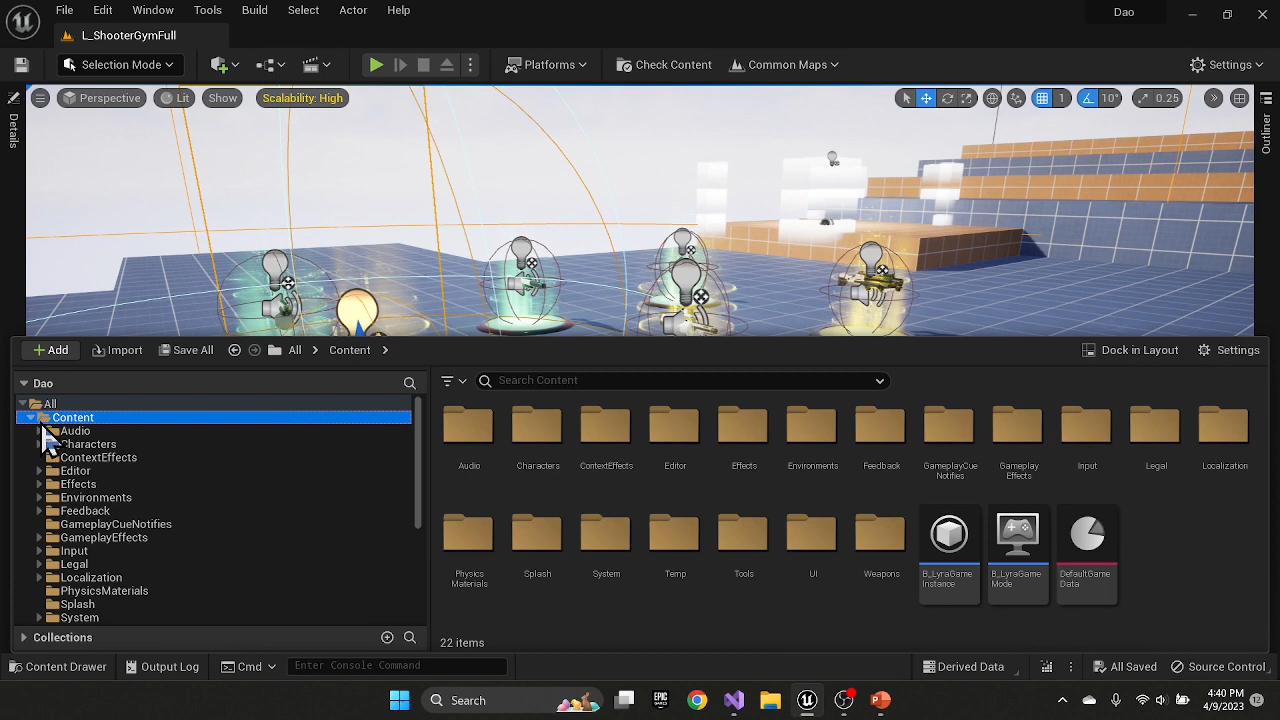 File Edit Window Tools Build Select Actor Help
Dao
L_ShooterGymFull
Selection Mode
Platforms
Check Content
Common Maps
Settings
Perspective
Lit
Show
Scalability: High
1
10°
0.25
Details
Outliner
Add
Import
Save All
All
Content
Dock in Layout
Settings
Dao
All
Content
Audio
Characters
ContextEffects
Editor
Effects
Environments
Feedback
GameplayCueNotifies
GameplayEffects
Input
Legal
Localization
PhysicsMaterials
Splash
System
Collections
Search Content
Audio
Characters
ContextEffects
Editor
Effects
Environments
Feedback
GameplayCue
Notifies
Gameplay
Effects
Input
Legal
Localization
Physics
Materials
Splash
System
Temp
Tools
UI
Weapons
B_LyraGame
Instance
B_LyraGame
Mode
DefaultGame
Data
22 items
Content Drawer
Output Log
Cmd
Enter Console Command
Derived Data
All Saved
Source Control
Search
EPIC
GAMES
4:40 PM
4/9/2023
12